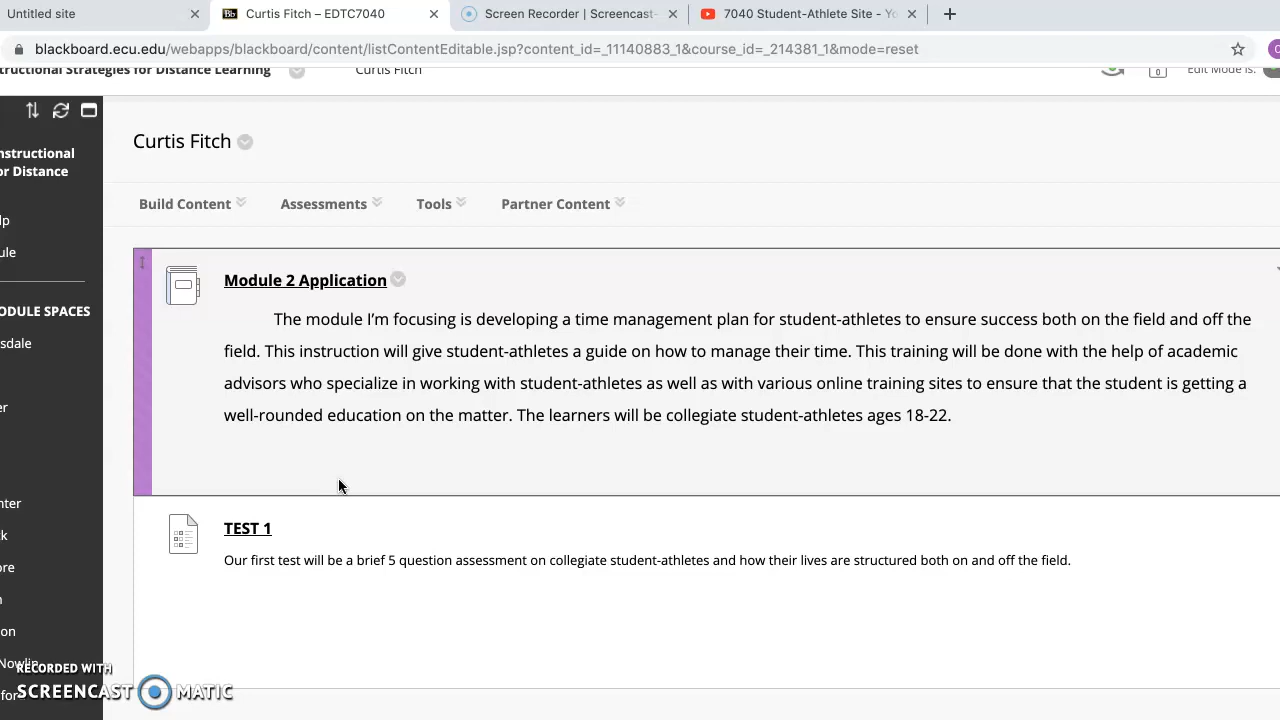 Untitled site
Curtis Fitch – EDTC7040
Screen Recorder | Screencast-
7040 Student-Athlete Site - Yo
blackboard.ecu.edu/webapps/blackboard/content/listContentEditable.jsp?content_id=_11140883_1&course_id=_214381_1&mode=reset
tructional Strategies for Distance Learning
Curtis Fitch
0
Edit Mode is:
nstructional
or Distance
lp
ule
ODULE SPACES
sdale
er
nter
k
ore
n
on
Nowlin
for
Curtis Fitch
Build Content
Assessments
Tools
Partner Content
Module 2 Application
The module I’m focusing is developing a time management plan for student-athletes to ensure success both on the field and off the
field. This instruction will give student-athletes a guide on how to manage their time. This training will be done with the help of academic
advisors who specialize in working with student-athletes as well as with various online training sites to ensure that the student is getting a
well-rounded education on the matter. The learners will be collegiate student-athletes ages 18-22.
TEST 1
Our first test will be a brief 5 question assessment on collegiate student-athletes and how their lives are structured both on and off the field.
RECORDED WITH
SCREENCAST MATIC